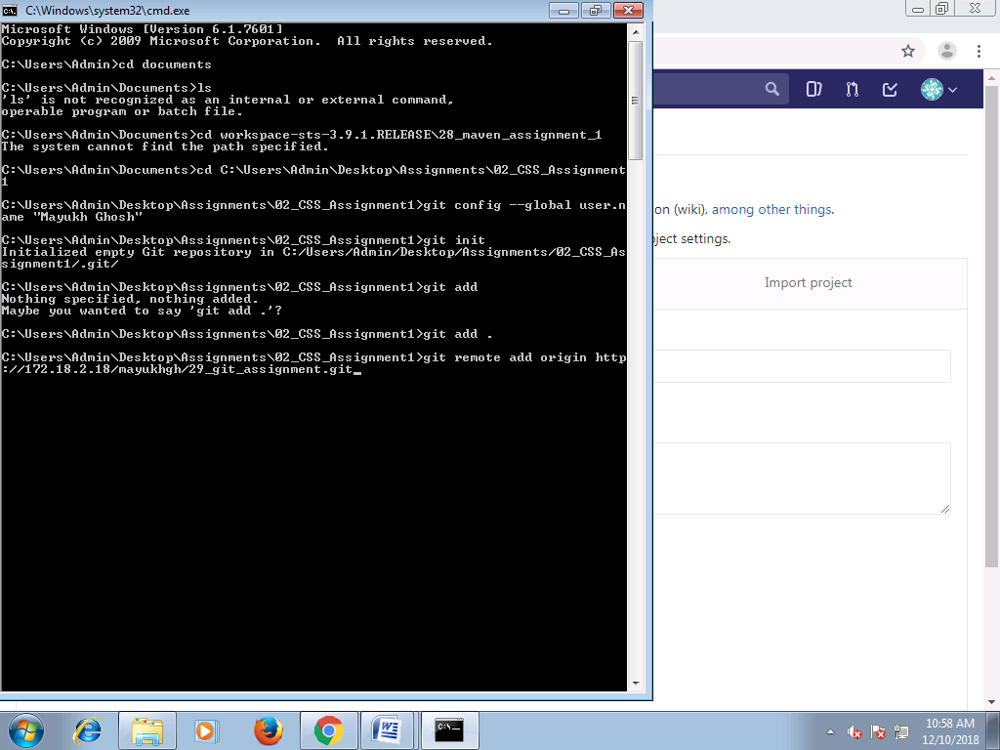 C:\Windows\system32\cmd.exe
Microsoft Windows [Version 6.1.7601]
Copyright (c) 2009 Microsoft Corporation.  All rights reserved.
C:\Users\Admin>cd documents
C:\Users\Admin\Documents>ls
'ls' is not recognized as an internal or external command,
operable program or batch file.
C:\Users\Admin\Documents>cd workspace-sts-3.9.1.RELEASE\28_maven_assignment_1
The system cannot find the path specified.
C:\Users\Admin\Documents>cd C:\Users\Admin\Desktop\Assignments\02_CSS_Assignment
1
C:\Users\Admin\Desktop\Assignments\02_CSS_Assignment1>git config --global user.n
ame "Mayukh Ghosh"
C:\Users\Admin\Desktop\Assignments\02_CSS_Assignment1>git init
Initialized empty Git repository in C:/Users/Admin/Desktop/Assignments/02_CSS_As
signment1/.git/
C:\Users\Admin\Desktop\Assignments\02_CSS_Assignment1>git add
Nothing specified, nothing added.
Maybe you wanted to say 'git add .'?
C:\Users\Admin\Desktop\Assignments\02_CSS_Assignment1>git add .
C:\Users\Admin\Desktop\Assignments\02_CSS_Assignment1>git remote add origin http
://172.18.2.18/mayukhgh/29_git_assignment.git_
on (wiki), among other things.
ject settings.
Import project
10:58 AM
12/10/2018